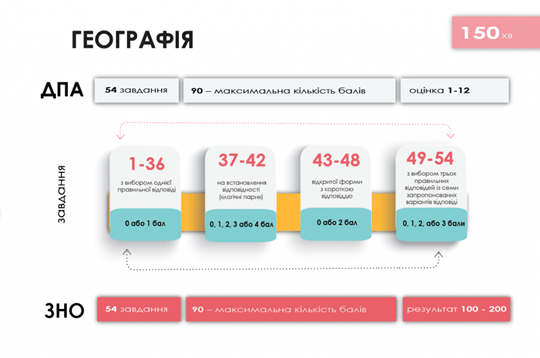 ГЕОГРАФІЯ
150 хв
ДПА
54 завдання
90 – максимальна кількість балів
оцінка 1-12
завдання
1-36
з вибором однієї
правильної відповіді
0 або 1 бал
37-42
на встановлення
відповідності
(«логічні пари»)
0, 1, 2, 3 або 4 бал
43-48
відкритої форми
з короткою
відповіддю
0 або 2 бал
49-54
з вибором трьох
правильних
відповідей із семи
запропонованих
варіантів відповіді
0, 1, 2, або 3 бали
ЗНО
54 завдання
90 – максимальна кількість балів
результат 100 - 200